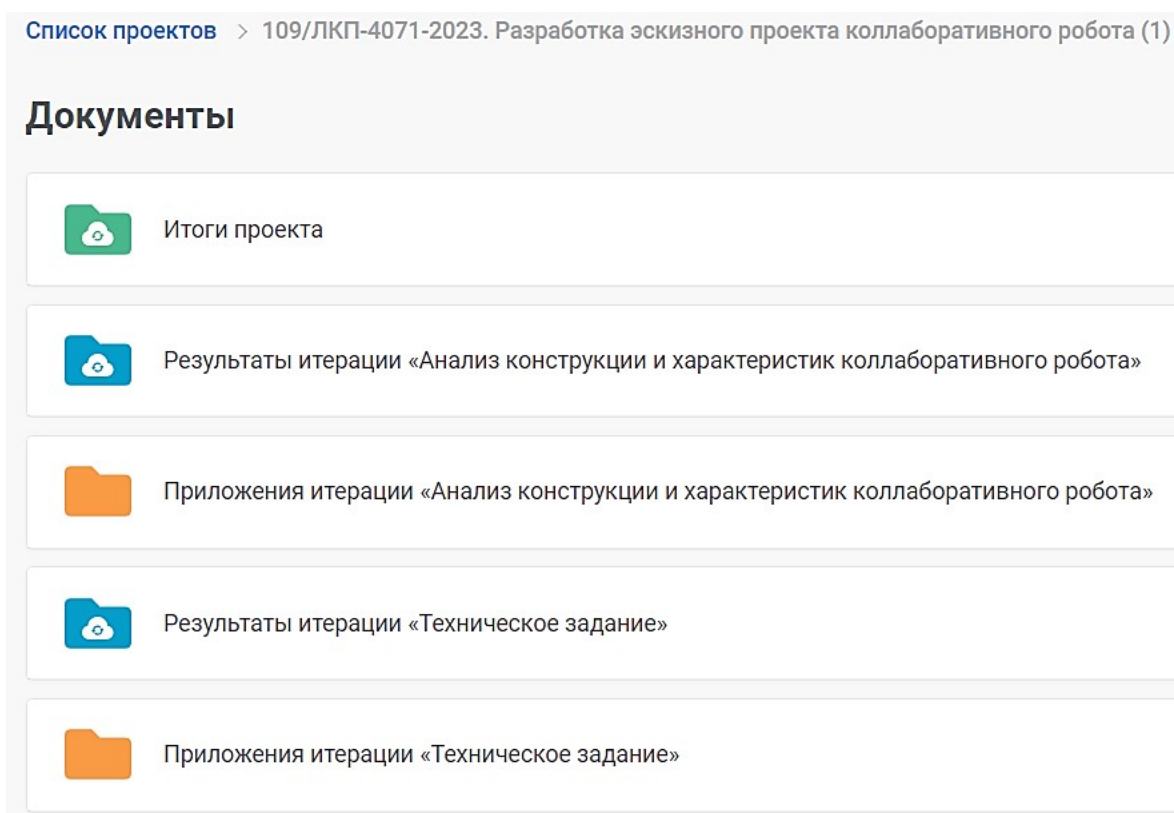 Список проектов > 109/ЛКП-4071-2023. Разработка эскизного проекта коллаборативного робота (1)
Документы
Итоги проекта
Результаты итерации «Анализ конструкции и характеристик коллаборативного робота»
Приложения итерации «Анализ конструкции и характеристик коллаборативного робота»
Результаты итерации «Техническое задание»
Приложения итерации «Техническое задание»